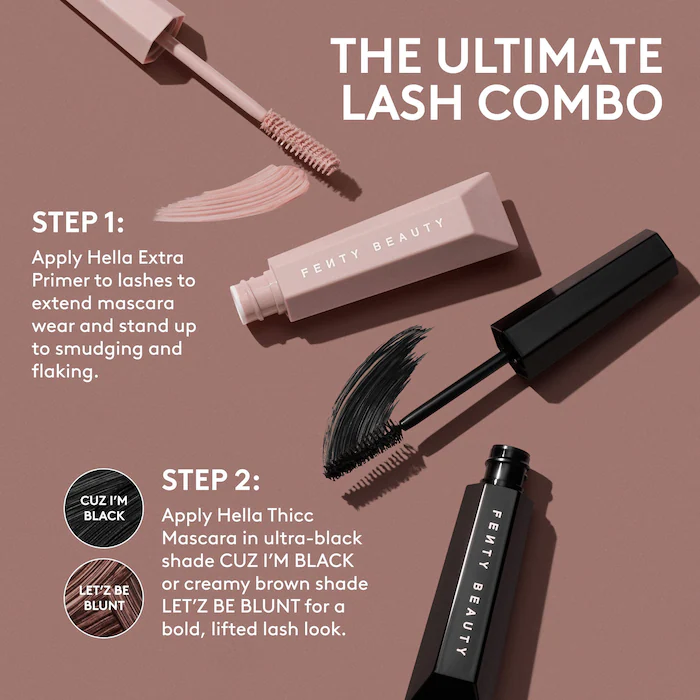 THE ULTIMATE
LASH COMBO
STEP 1:
Apply Hella Extra
Primer to lashes to
extend mascara
wear and stand up
to smudging and
flaking.
FENTY BEAUTY
CUZ I'M
BLACK
LET'Z BE
BLUNT
STEP 2:
Apply Hella Thicc
Mascara in ultra-black
shade CUZ I'M BLACK
or creamy brown shade
LET'Z BE BLUNT for a
bold, lifted lash look.
FENTY BEAUTY